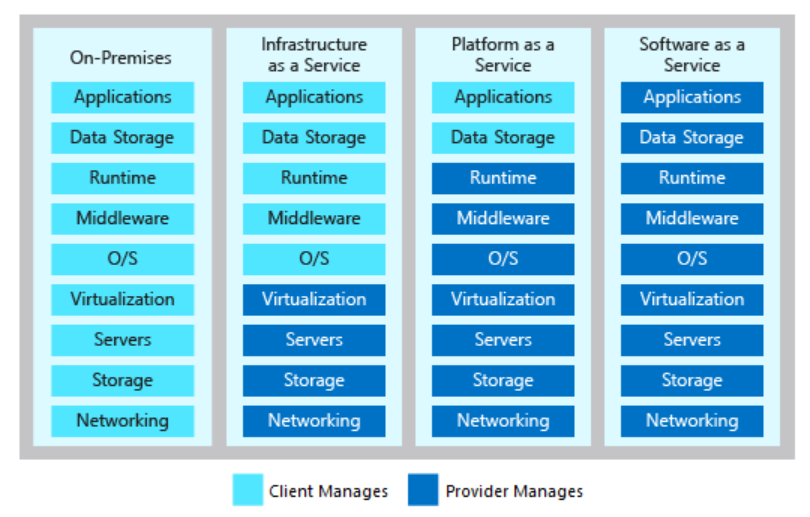 On-Premises
Applications
Data Storage
Runtime
Middleware
O/S
Virtualization
Servers
Storage
Networking
Infrastructure
as a Service
Applications
Data Storage
Runtime
Middleware
O/S
Virtualization
Servers
Storage
Networking
Platform as a
Service
Applications
Data Storage
Runtime
Middleware
O/S
Virtualization
Servers
Storage
Networking
Software as a
Service
Applications
Data Storage
Runtime
Middleware
O/S
Virtualization
Servers
Storage
Networking
Client Manages
Provider Manages